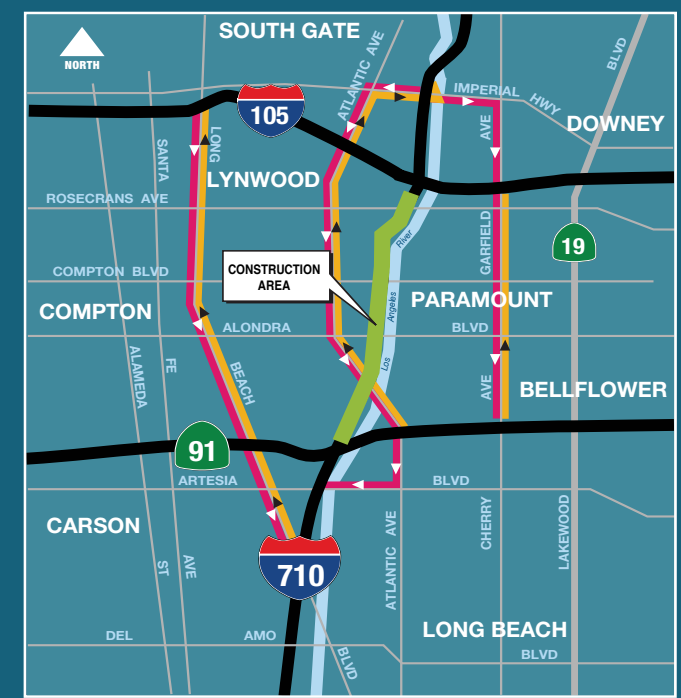 SOUTH GATE
NORTH
ATLANTIC AVE
BLVD
IMPERIAL HWY
105
DOWNEY
SANTA
LONG
AVE
LYNWOOD
ROSECRANS AVE
River
GARFIELD
19
CONSTRUCTION
AREA
COMPTON BLVD
PARAMOUNT
COMPTON
Angeles
ALONDRA
BLVD
ALAMEDA
FE
BEACH
Los
AVE
BELLFLOWER
91
ARTESIA
BLVD
CARSON
ATLANTIC AVE
CHERRY
LAKEWOOD
ST
AVE
710
DEL AMO
LONG BEACH
BLVD
BLVD